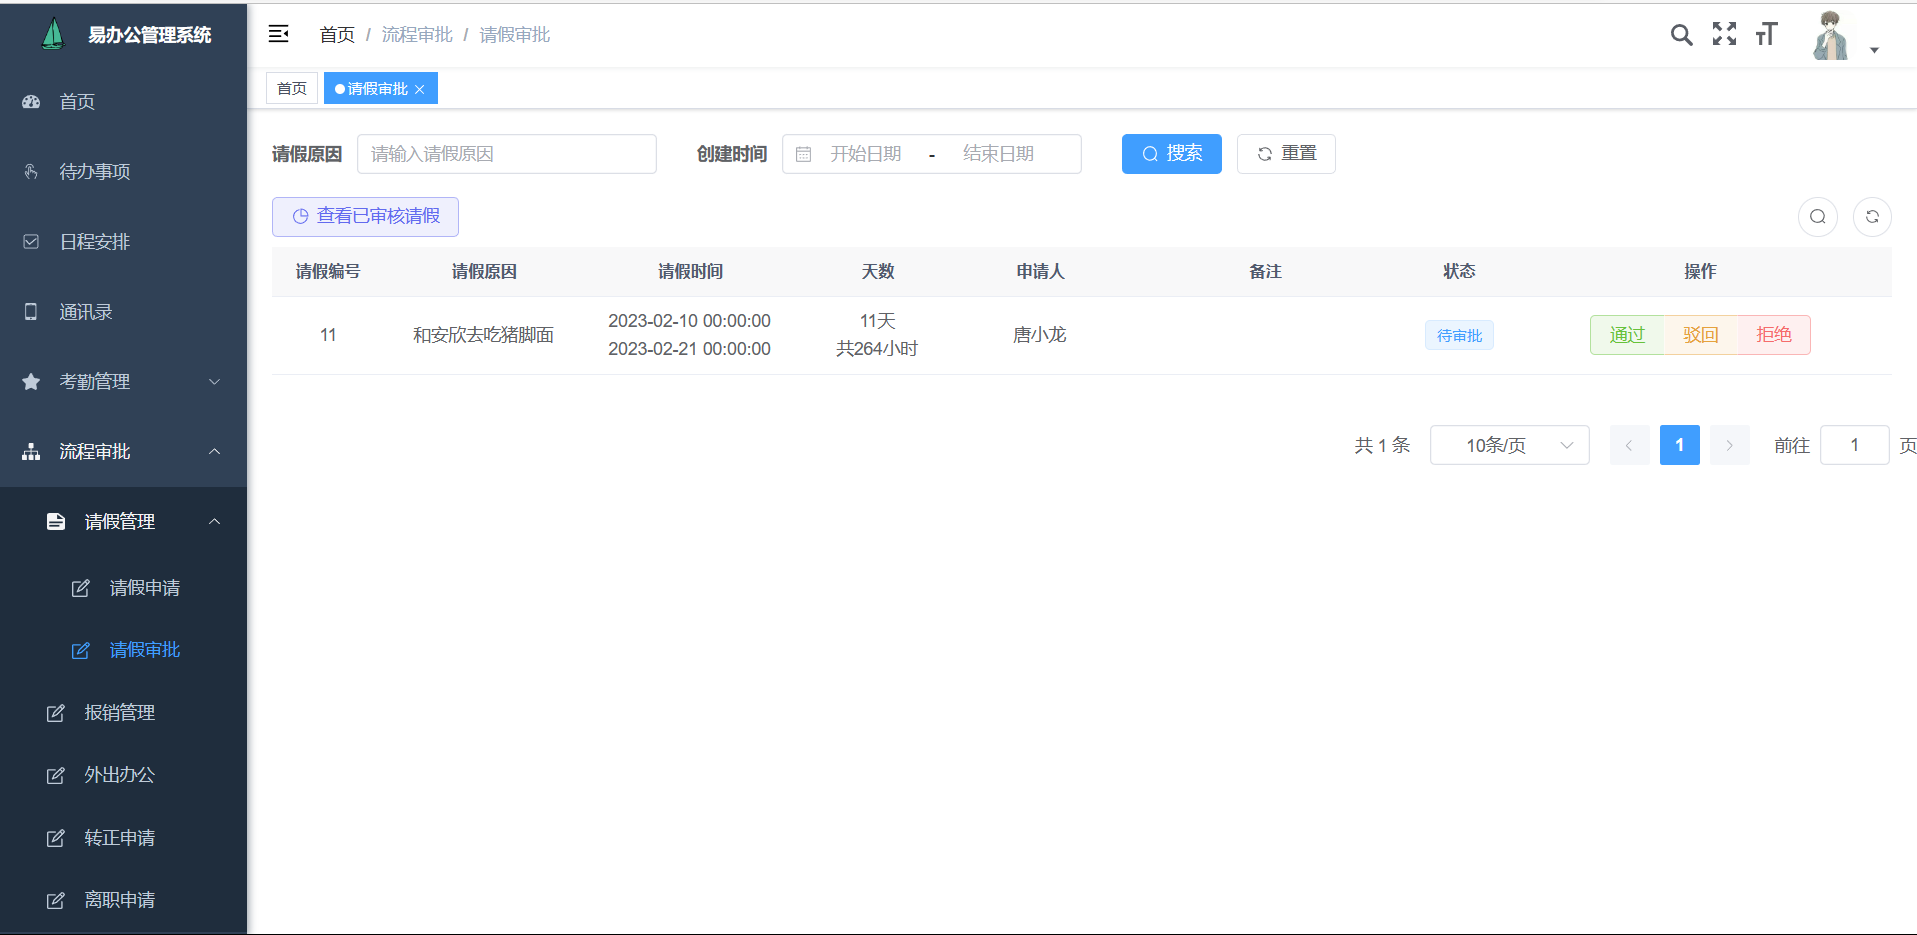 易办公管理系统
首页
待办事项
日程安排
通讯录
考勤管理
流程审批
请假管理
请假申请
请假审批
报销管理
外出办公
转正申请
离职申请
首页 / 流程审批 / 请假审批
首页 请假审批
请假原因 请输入请假原因 创建时间 开始日期 - 结束日期 搜索 重置
查看已审核请假
请假编号 请假原因 请假时间 天数 申请人 备注 状态 操作
11 和安欣去吃猪脚面 2023-02-10 00:00:00 11天 唐小龙 待审批 通过 驳回 拒绝
2023-02-21 00:00:00 共264小时
共 1 条 10条/页 1 前往 1 页